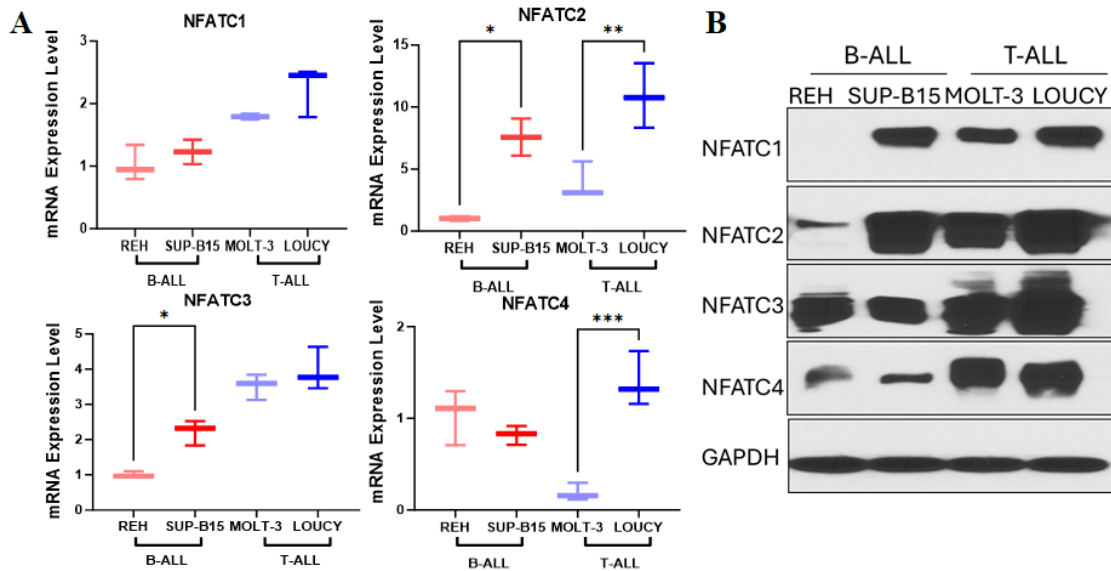 A
NFATC1
mRNA Expression Level
3
2
1
0
REH SUP-B15 MOLT-3 LOUCY
B-ALL T-ALL
NFATC2
mRNA Expression Level
15
10
5
0
* **
REH SUP-B15 MOLT-3 LOUCY
B-ALL T-ALL
NFATC3
mRNA Expression Level
5
4
3
2
1
0
*
REH SUP-B15 MOLT-3 LOUCY
B-ALL T-ALL
NFATC4
mRNA Expression Level
2
1
0
***
REH SUP-B15 MOLT-3 LOUCY
B-ALL T-ALL
B
B-ALL T-ALL
REH SUP-B15 MOLT-3 LOUCY
NFATC1
NFATC2
NFATC3
NFATC4
GAPDH